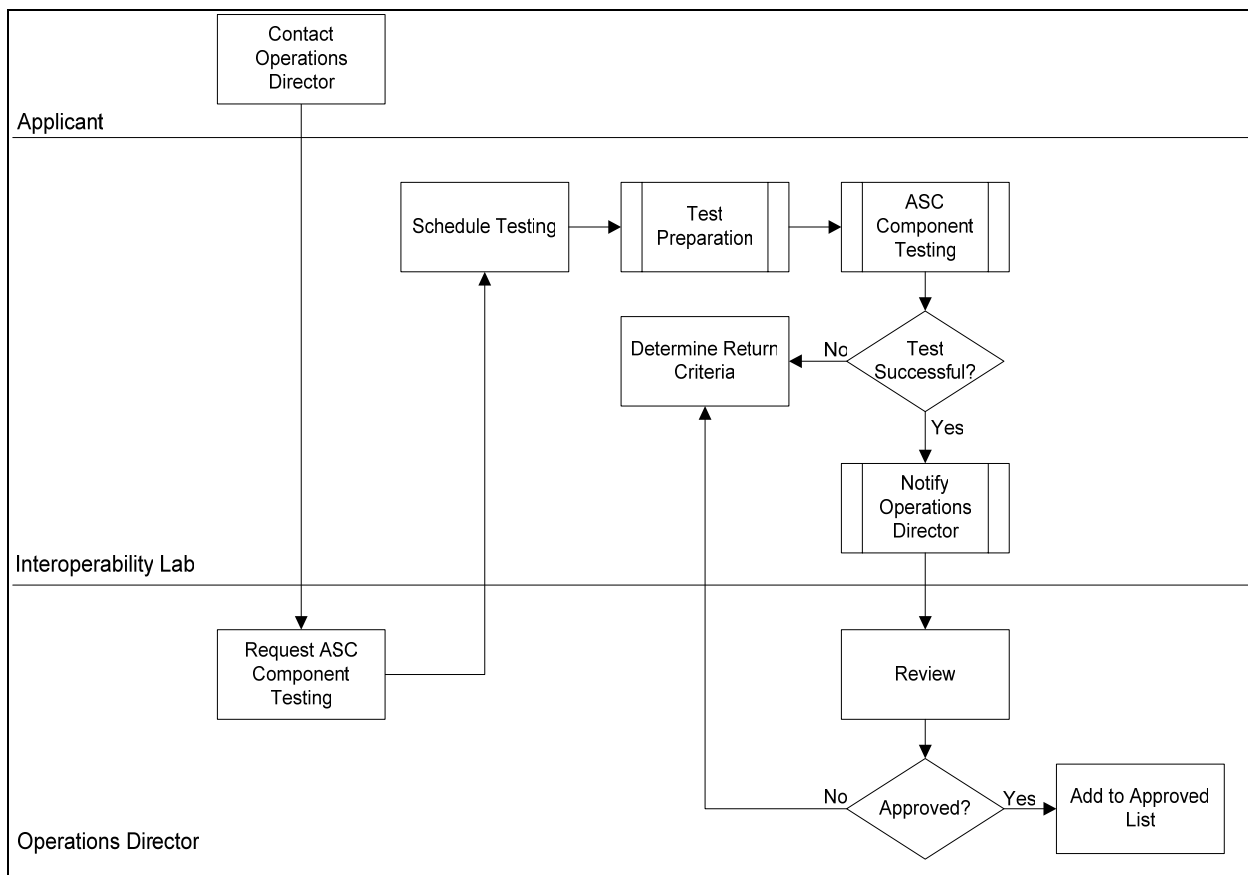 Contact
Operations
Director
Applicant
Schedule Testing
Test
Preparation
ASC
Component
Testing
Determine Return
Criteria
No
Test
Successful?
Yes
Notify
Operations
Director
Interoperability Lab
Request ASC
Component
Testing
Review
No
Approved?
Yes
Add to Approved
List
Operations Director